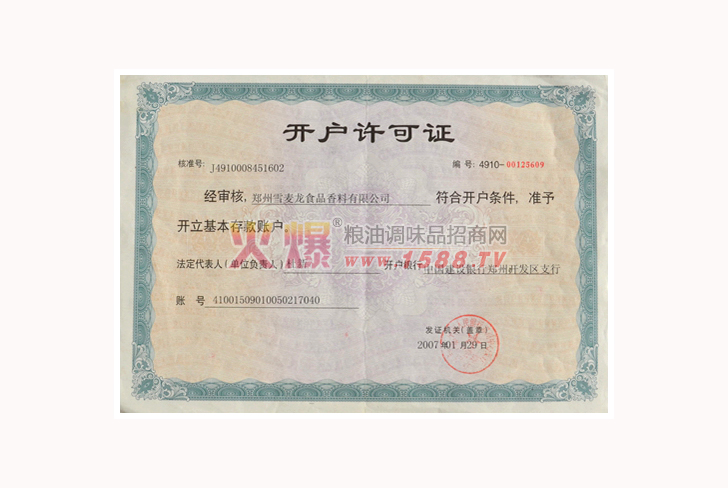 开户许可证
核准号: J4910008451602 编 号: 4910-00123609
经审核, 郑州雪麦龙食品香料有限公司 符合开户条件, 准予
开立基本存款账户
火爆® 粮油调味品招商网
www.1588.TV
法定代表人(单位负责人) 开户银行 中国建设银行郑州开发区支行
账 号 41001509010050217040
发证机关(盖章)
2007年01月29日